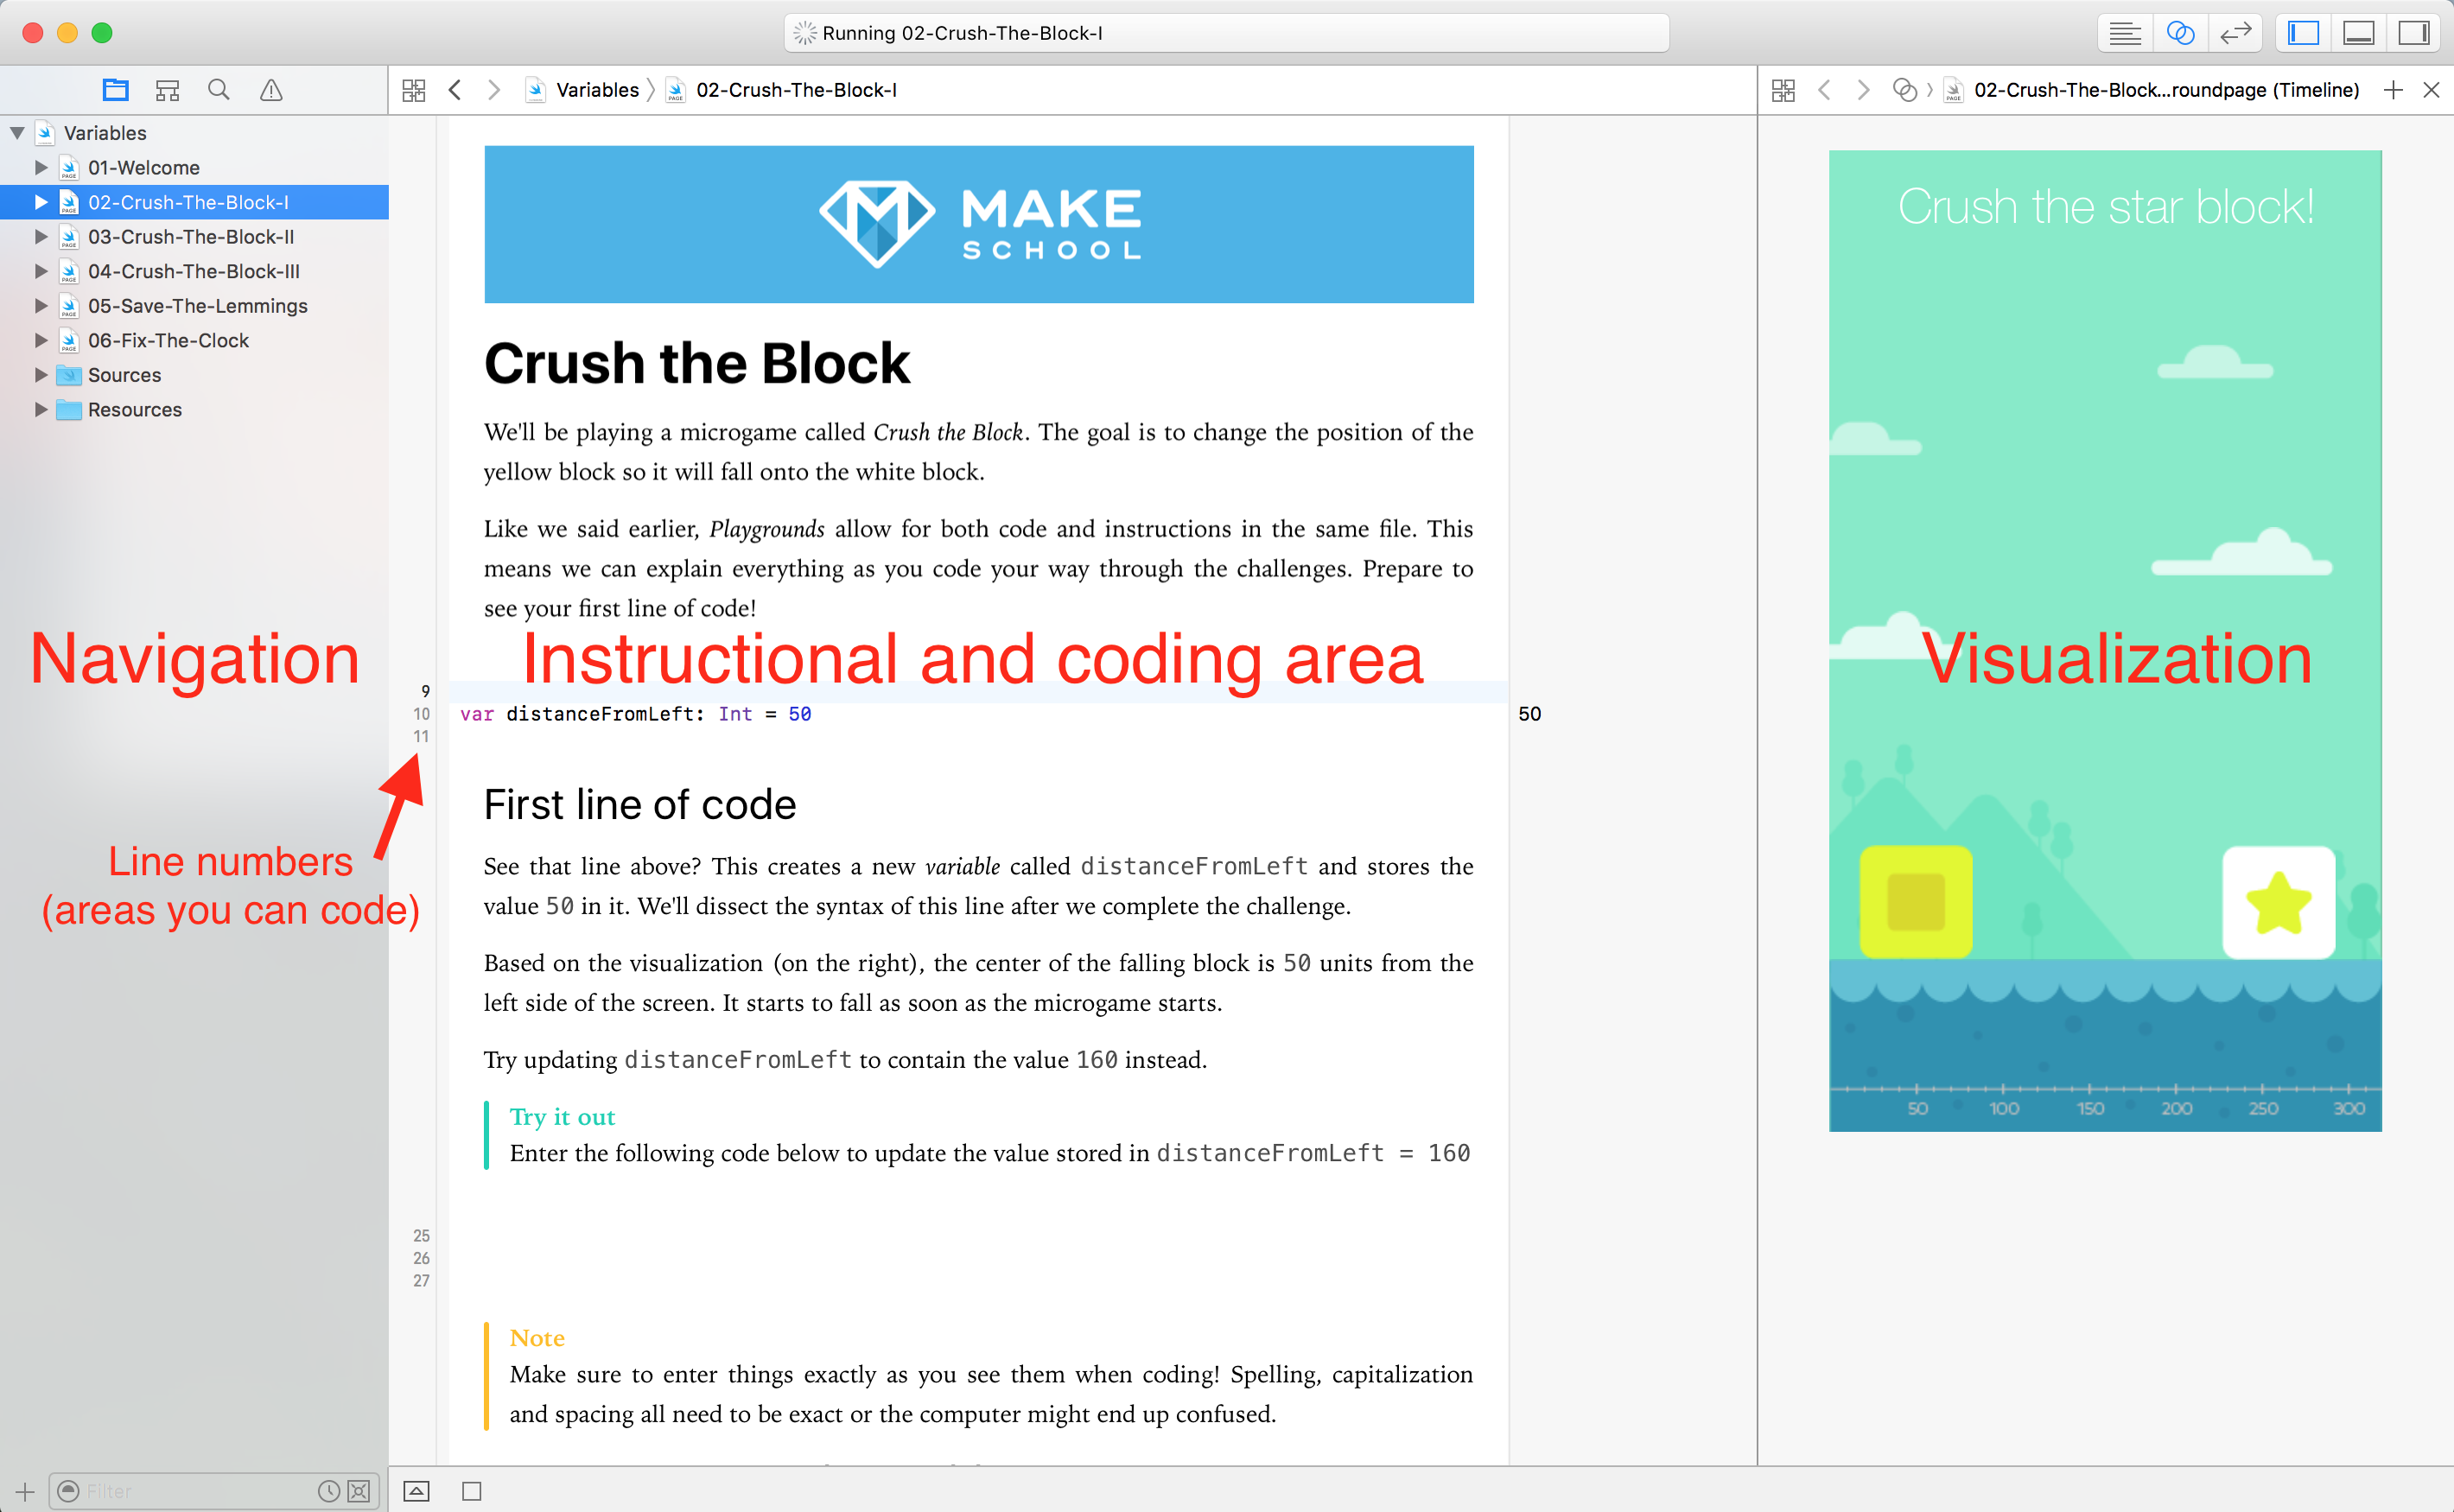 Running 02-Crush-The-Block-I
Variables
02-Crush-The-Block-I
02-Crush-The-Block...roundpage (Timeline)
Variables
01-Welcome
02-Crush-The-Block-I
03-Crush-The-Block-II
04-Crush-The-Block-III
05-Save-The-Lemmings
06-Fix-The-Clock
Sources
Resources
Navigation
Line numbers
(areas you can code)
Filter
MAKE
SCHOOL
Crush the Block
We'll be playing a microgame called Crush the Block. The goal is to change the position of the
yellow block so it will fall onto the white block.
Like we said earlier, Playgrounds allow for both code and instructions in the same file. This
means we can explain everything as you code your way through the challenges. Prepare to
see your first line of code!
Instructional and coding area
9
10 var distanceFromLeft: Int = 50
50
11
First line of code
See that line above? This creates a new variable called distanceFromLeft and stores the
value 50 in it. We'll dissect the syntax of this line after we complete the challenge.
Based on the visualization (on the right), the center of the falling block is 50 units from the
left side of the screen. It starts to fall as soon as the microgame starts.
Try updating distanceFromLeft to contain the value 160 instead.
Try it out
Enter the following code below to update the value stored in distanceFromLeft = 160
25
26
27
Note
Make sure to enter things exactly as you see them when coding! Spelling, capitalization
and spacing all need to be exact or the computer might end up confused.
Crush the star block!
Visualization
50 100 150 200 250 300